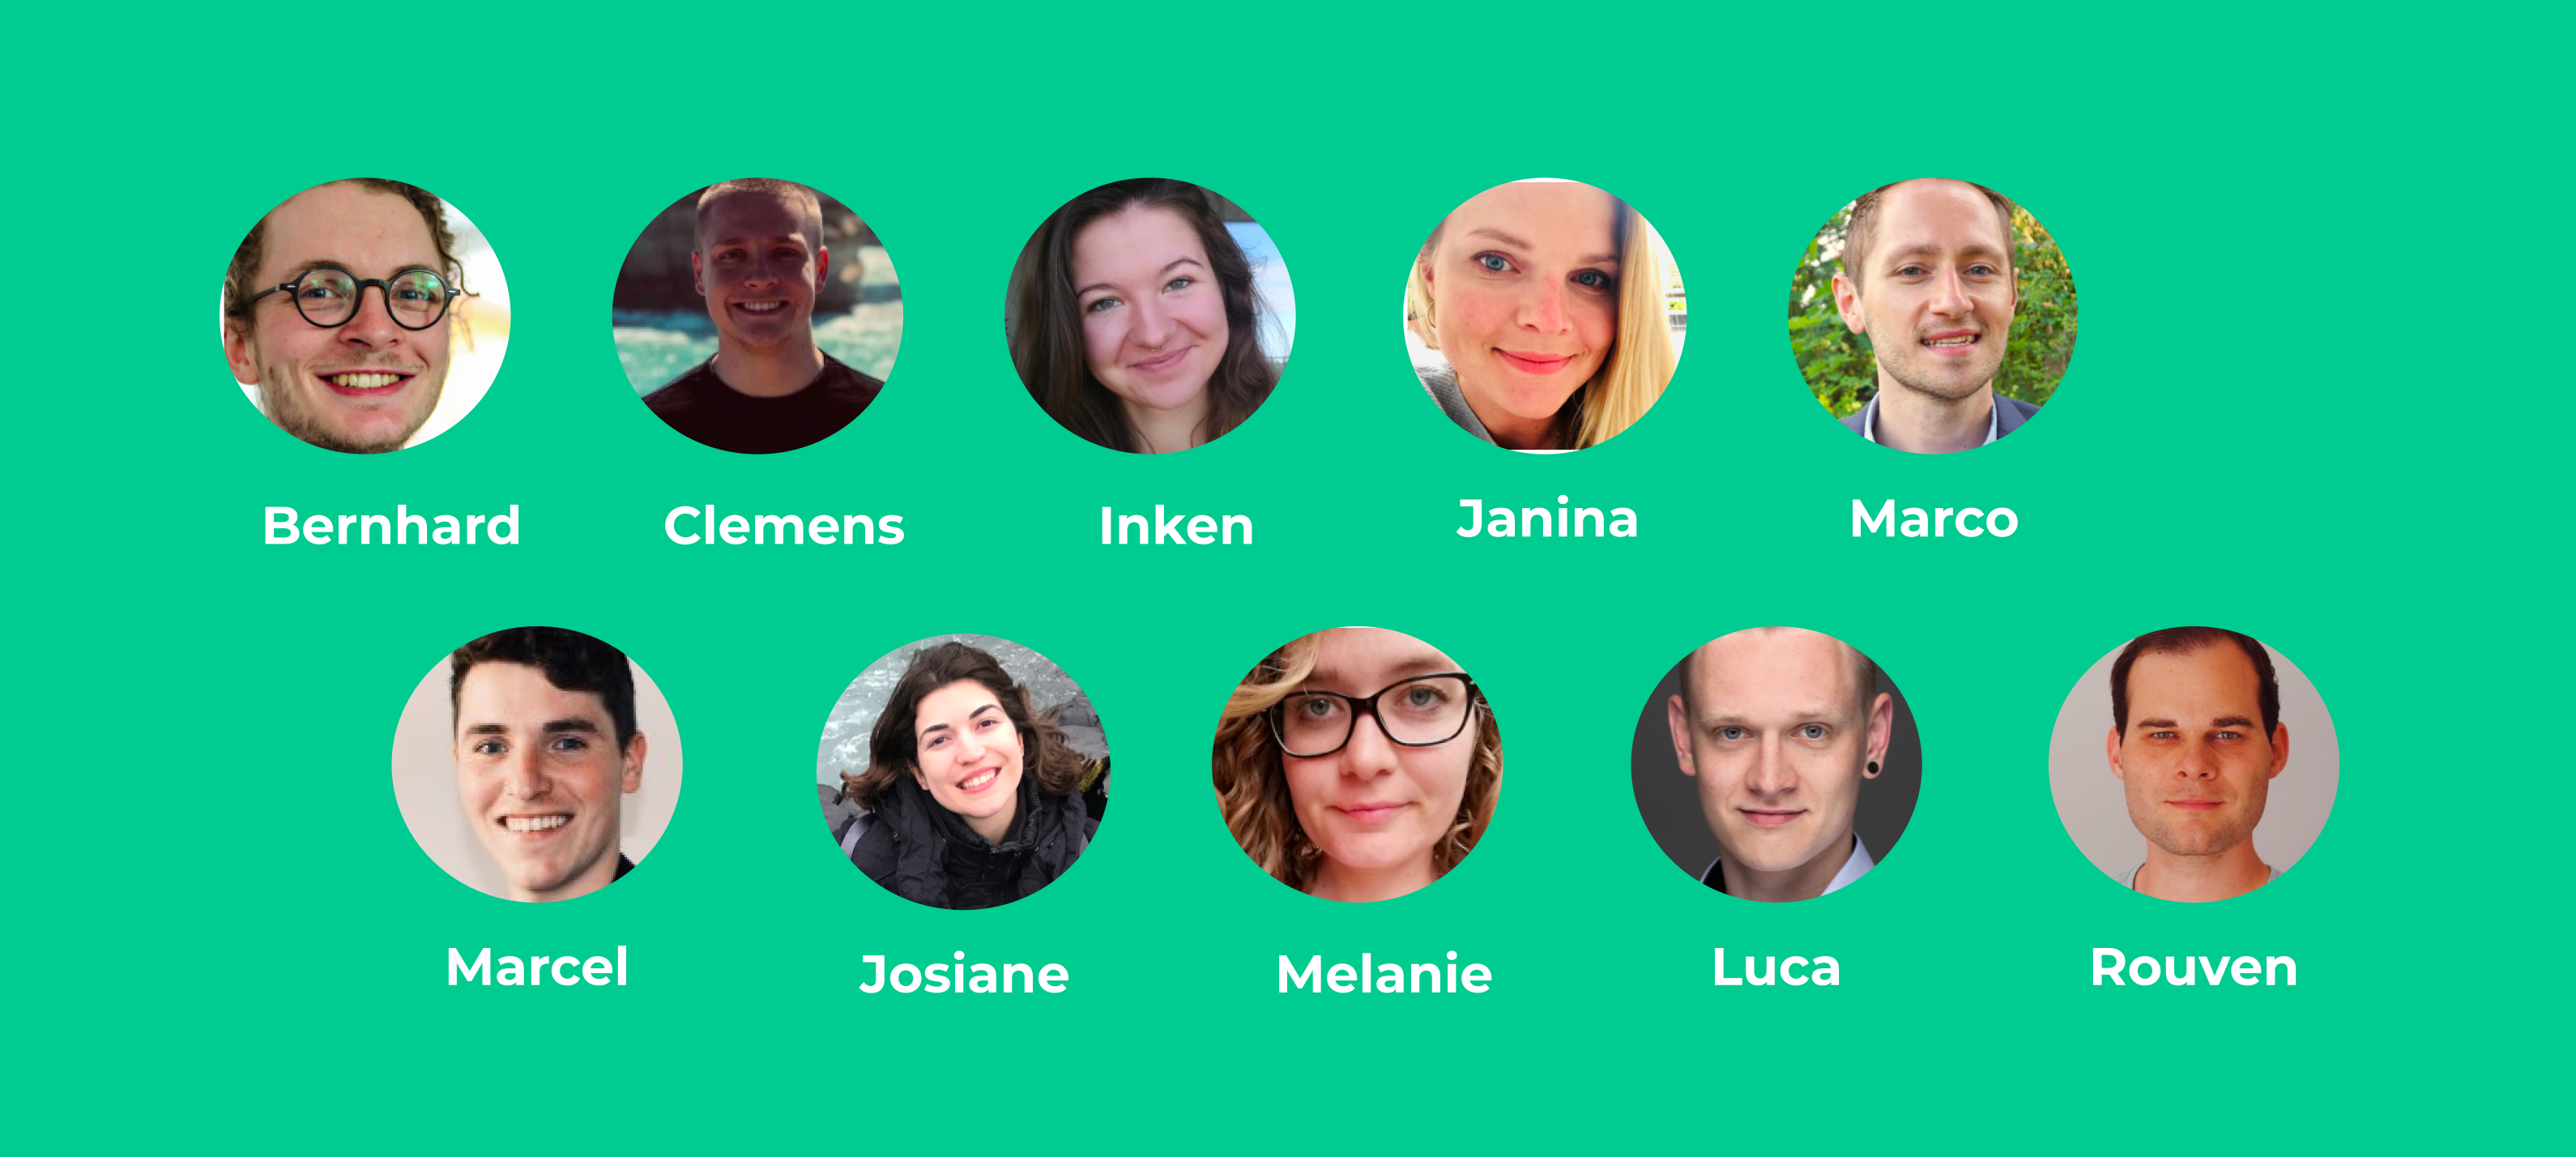 Bernhard
Clemens
Inken
Janina
Marco
Marcel
Josiane
Melanie
Luca
Rouven